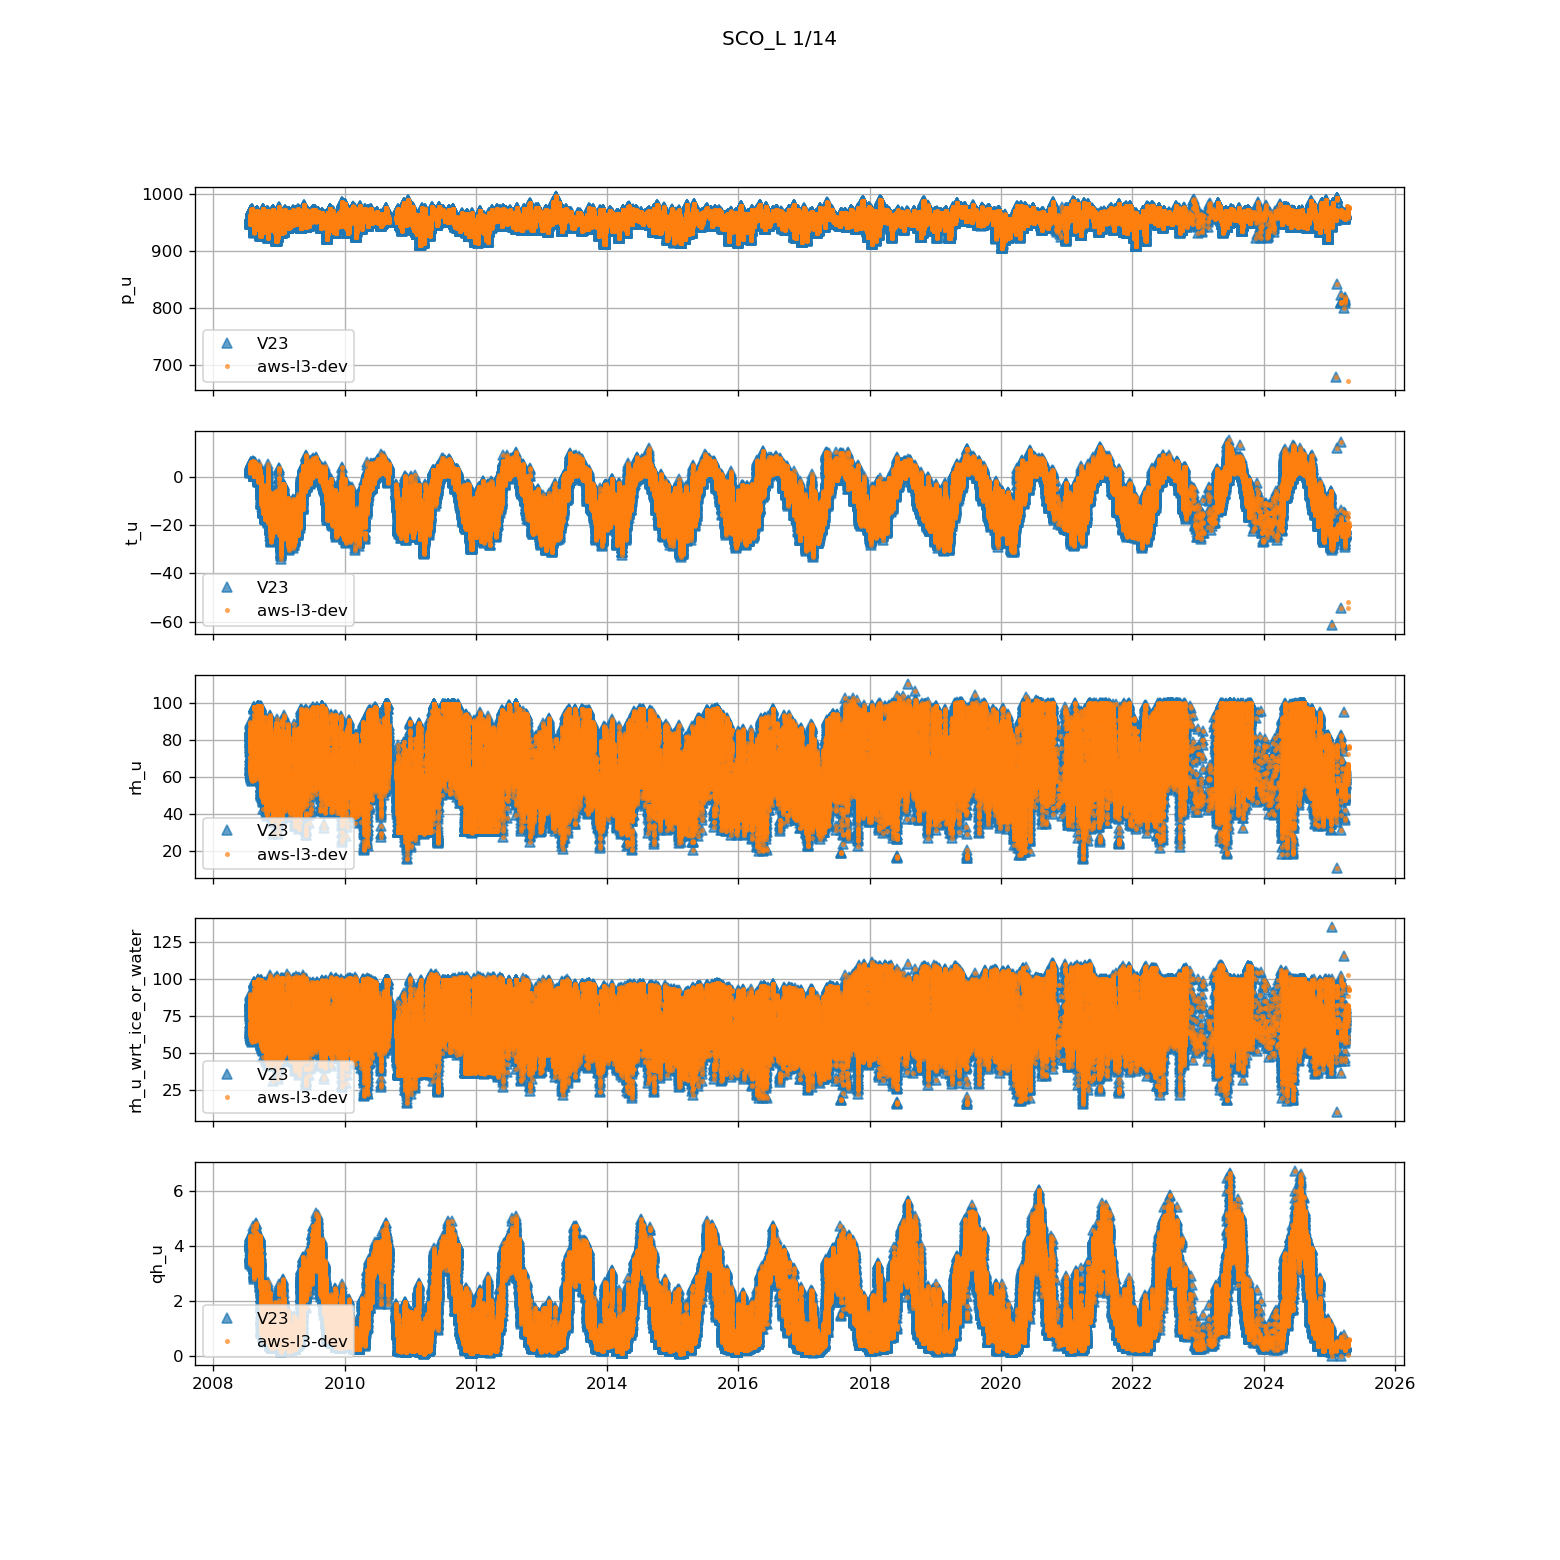 SCO_L 1/14
1000
900
800
700
p_u
V23
aws-l3-dev
0
−20
−40
−60
t_u
V23
aws-l3-dev
100
80
60
40
20
rh_u
V23
aws-l3-dev
125
100
75
50
25
rh_u_wrt_ice_or_water
V23
aws-l3-dev
6
4
2
0
qh_u
V23
aws-l3-dev
2008 2010 2012 2014 2016 2018 2020 2022 2024 2026